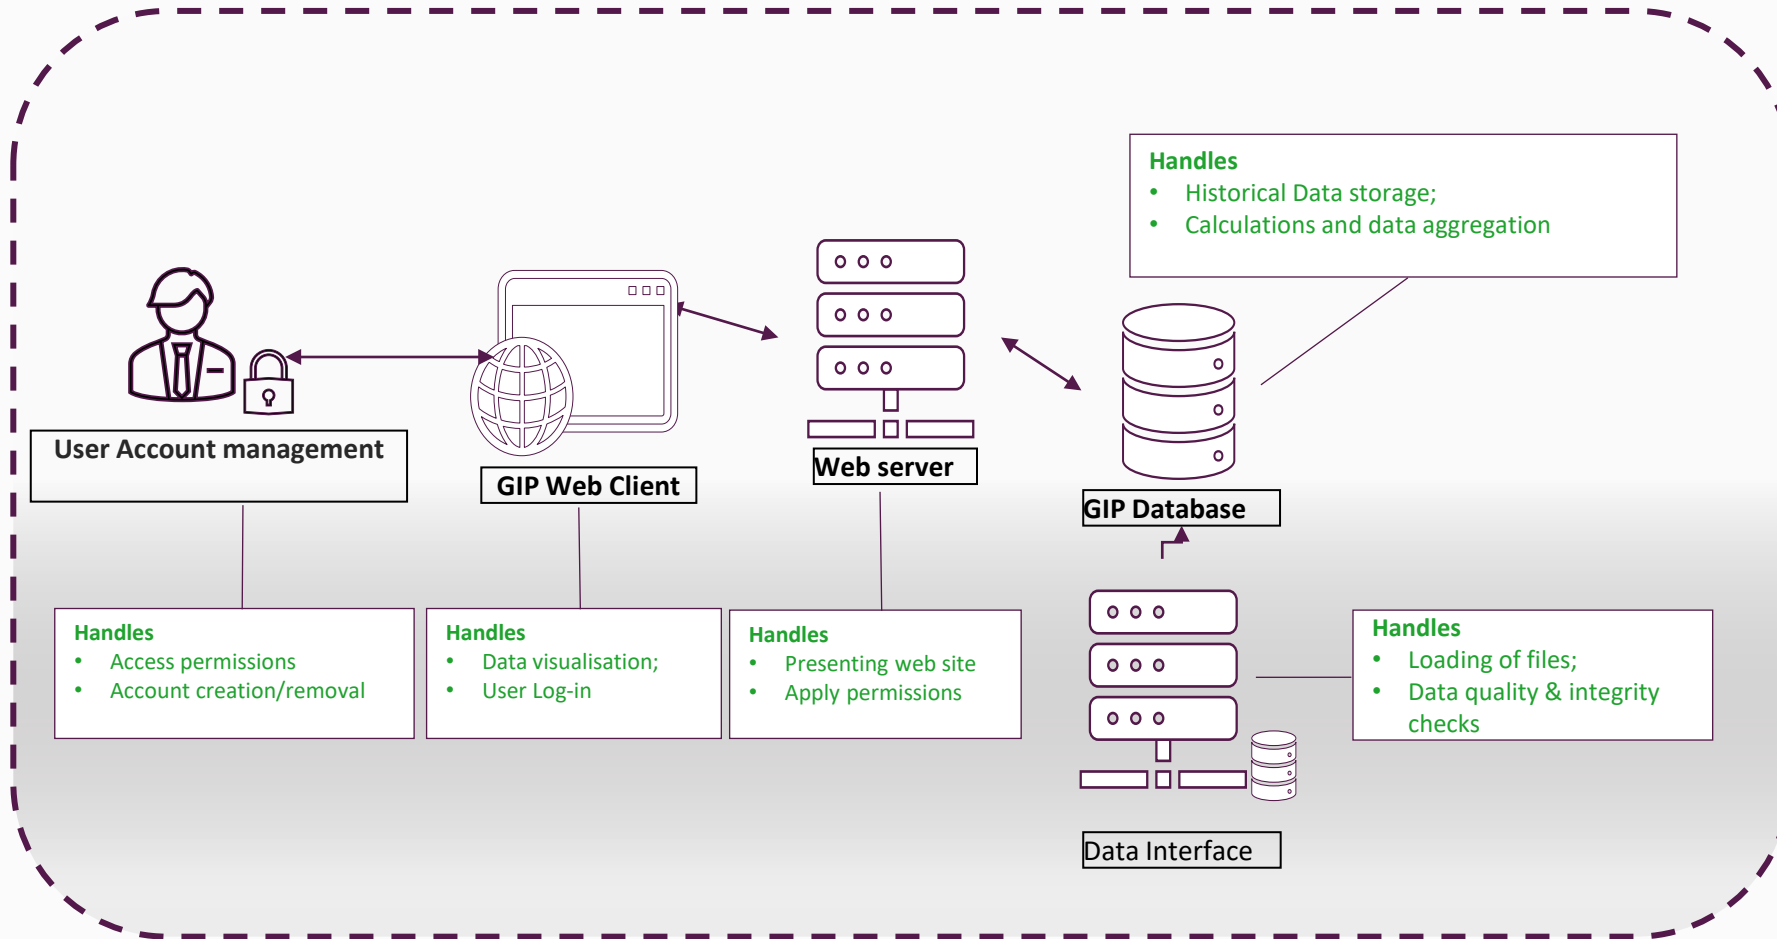 Handles
• Historical Data storage;
• Calculations and data aggregation
User Account management
GIP Web Client
Web server
GIP Database
Handles
• Access permissions
• Account creation/removal
Handles
• Data visualisation;
• User Log-in
Handles
• Presenting web site
• Apply permissions
Handles
• Loading of files;
• Data quality & integrity
checks
Data Interface